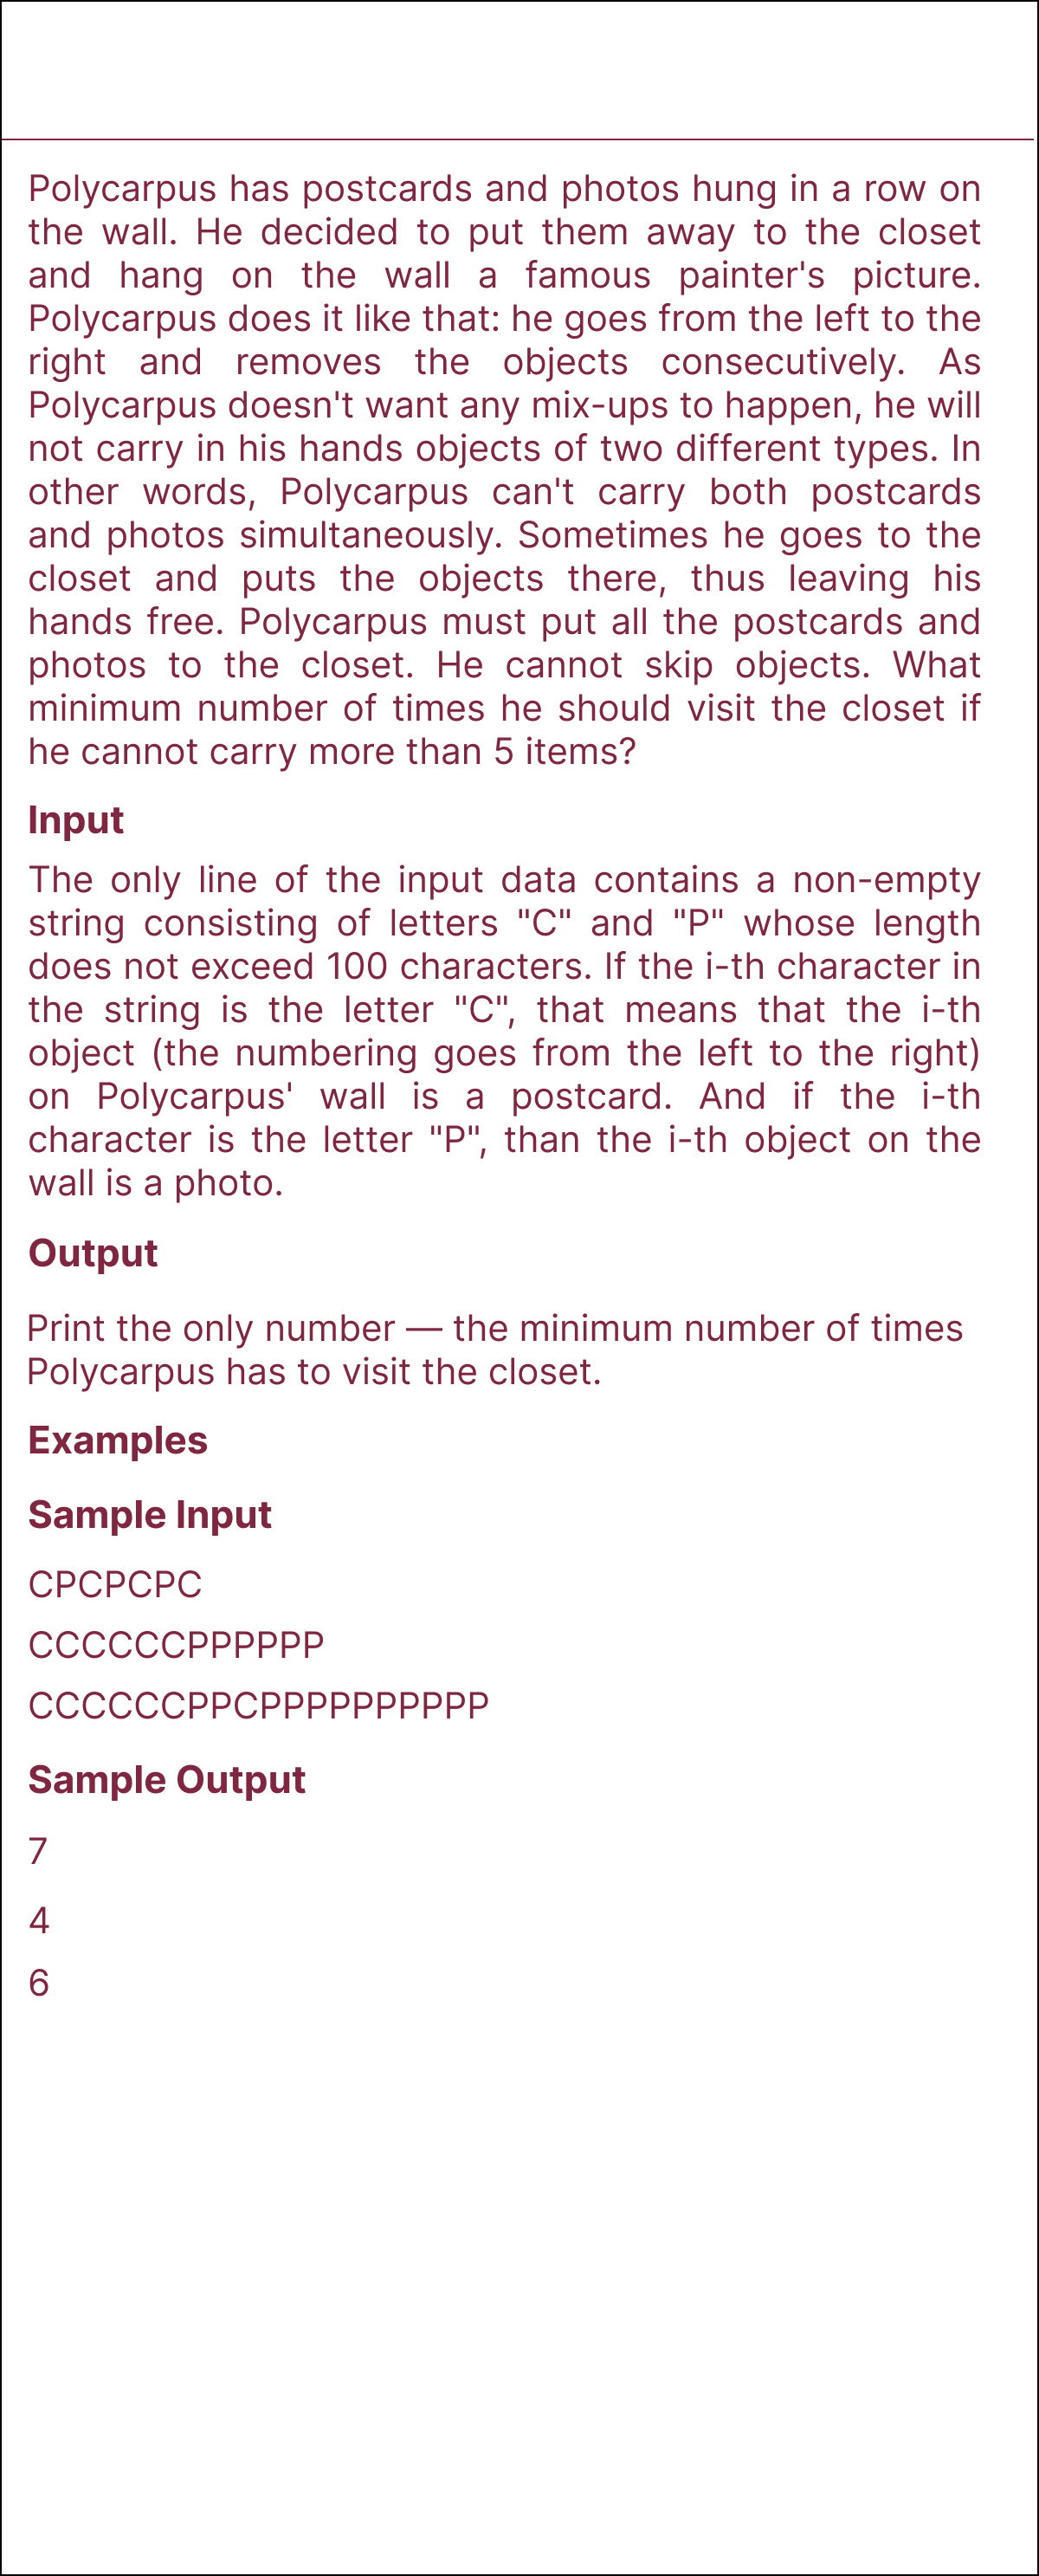 Polycarpus has postcards and photos hung in a row on
the wall. He decided to put them away to the closet
and hang on the wall a famous painter's picture.
Polycarpus does it like that: he goes from the left to the
right and removes the objects consecutively. As
Polycarpus doesn't want any mix-ups to happen, he will
not carry in his hands objects of two different types. In
other words, Polycarpus can't carry both postcards
and photos simultaneously. Sometimes he goes to the
closet and puts the objects there, thus leaving his
hands free. Polycarpus must put all the postcards and
photos to the closet. He cannot skip objects. What
minimum number of times he should visit the closet if
he cannot carry more than 5 items?
Input
The only line of the input data contains a non-empty
string consisting of letters "C" and "P" whose length
does not exceed 100 characters. If the i-th character in
the string is the letter "C", that means that the i-th
object (the numbering goes from the left to the right)
on Polycarpus' wall is a postcard. And if the i-th
character is the letter "P", than the i-th object on the
wall is a photo.
Output
Print the only number — the minimum number of times
Polycarpus has to visit the closet.
Examples
Sample Input
CPCPCPC
CCCCCCPPPPPP
CCCCCCPPCPPPPPPPPPP
Sample Output
7
4
6